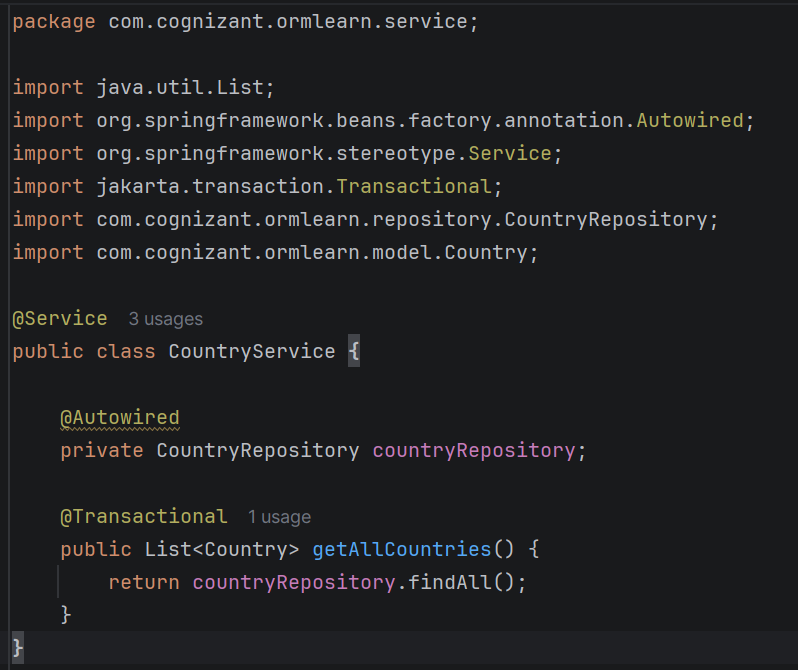 package com.cognizant.ormlearn.service;
import java.util.List;
import org.springframework.beans.factory.annotation.Autowired;
import org.springframework.stereotype.Service;
import jakarta.transaction.Transactional;
import com.cognizant.ormlearn.repository.CountryRepository;
import com.cognizant.ormlearn.model.Country;
@Service 3 usages
public class CountryService {
@Autowired
private CountryRepository countryRepository;
@Transactional 1 usage
public List<Country> getAllCountries() {
return countryRepository.findAll();
}
}